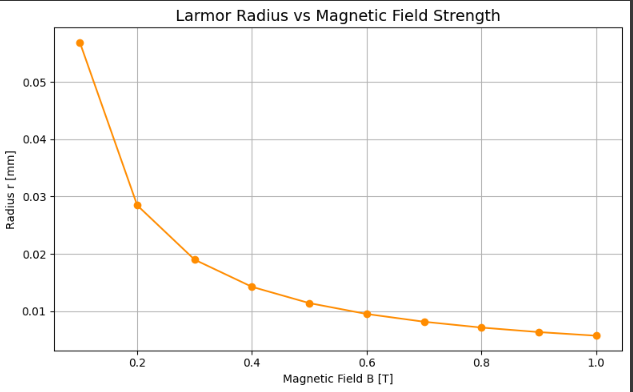 Larmor Radius vs Magnetic Field Strength
0.05
0.04
0.03
0.02
0.01
Radius r [mm]
0.2 0.4 0.6 0.8 1.0
Magnetic Field B [T]